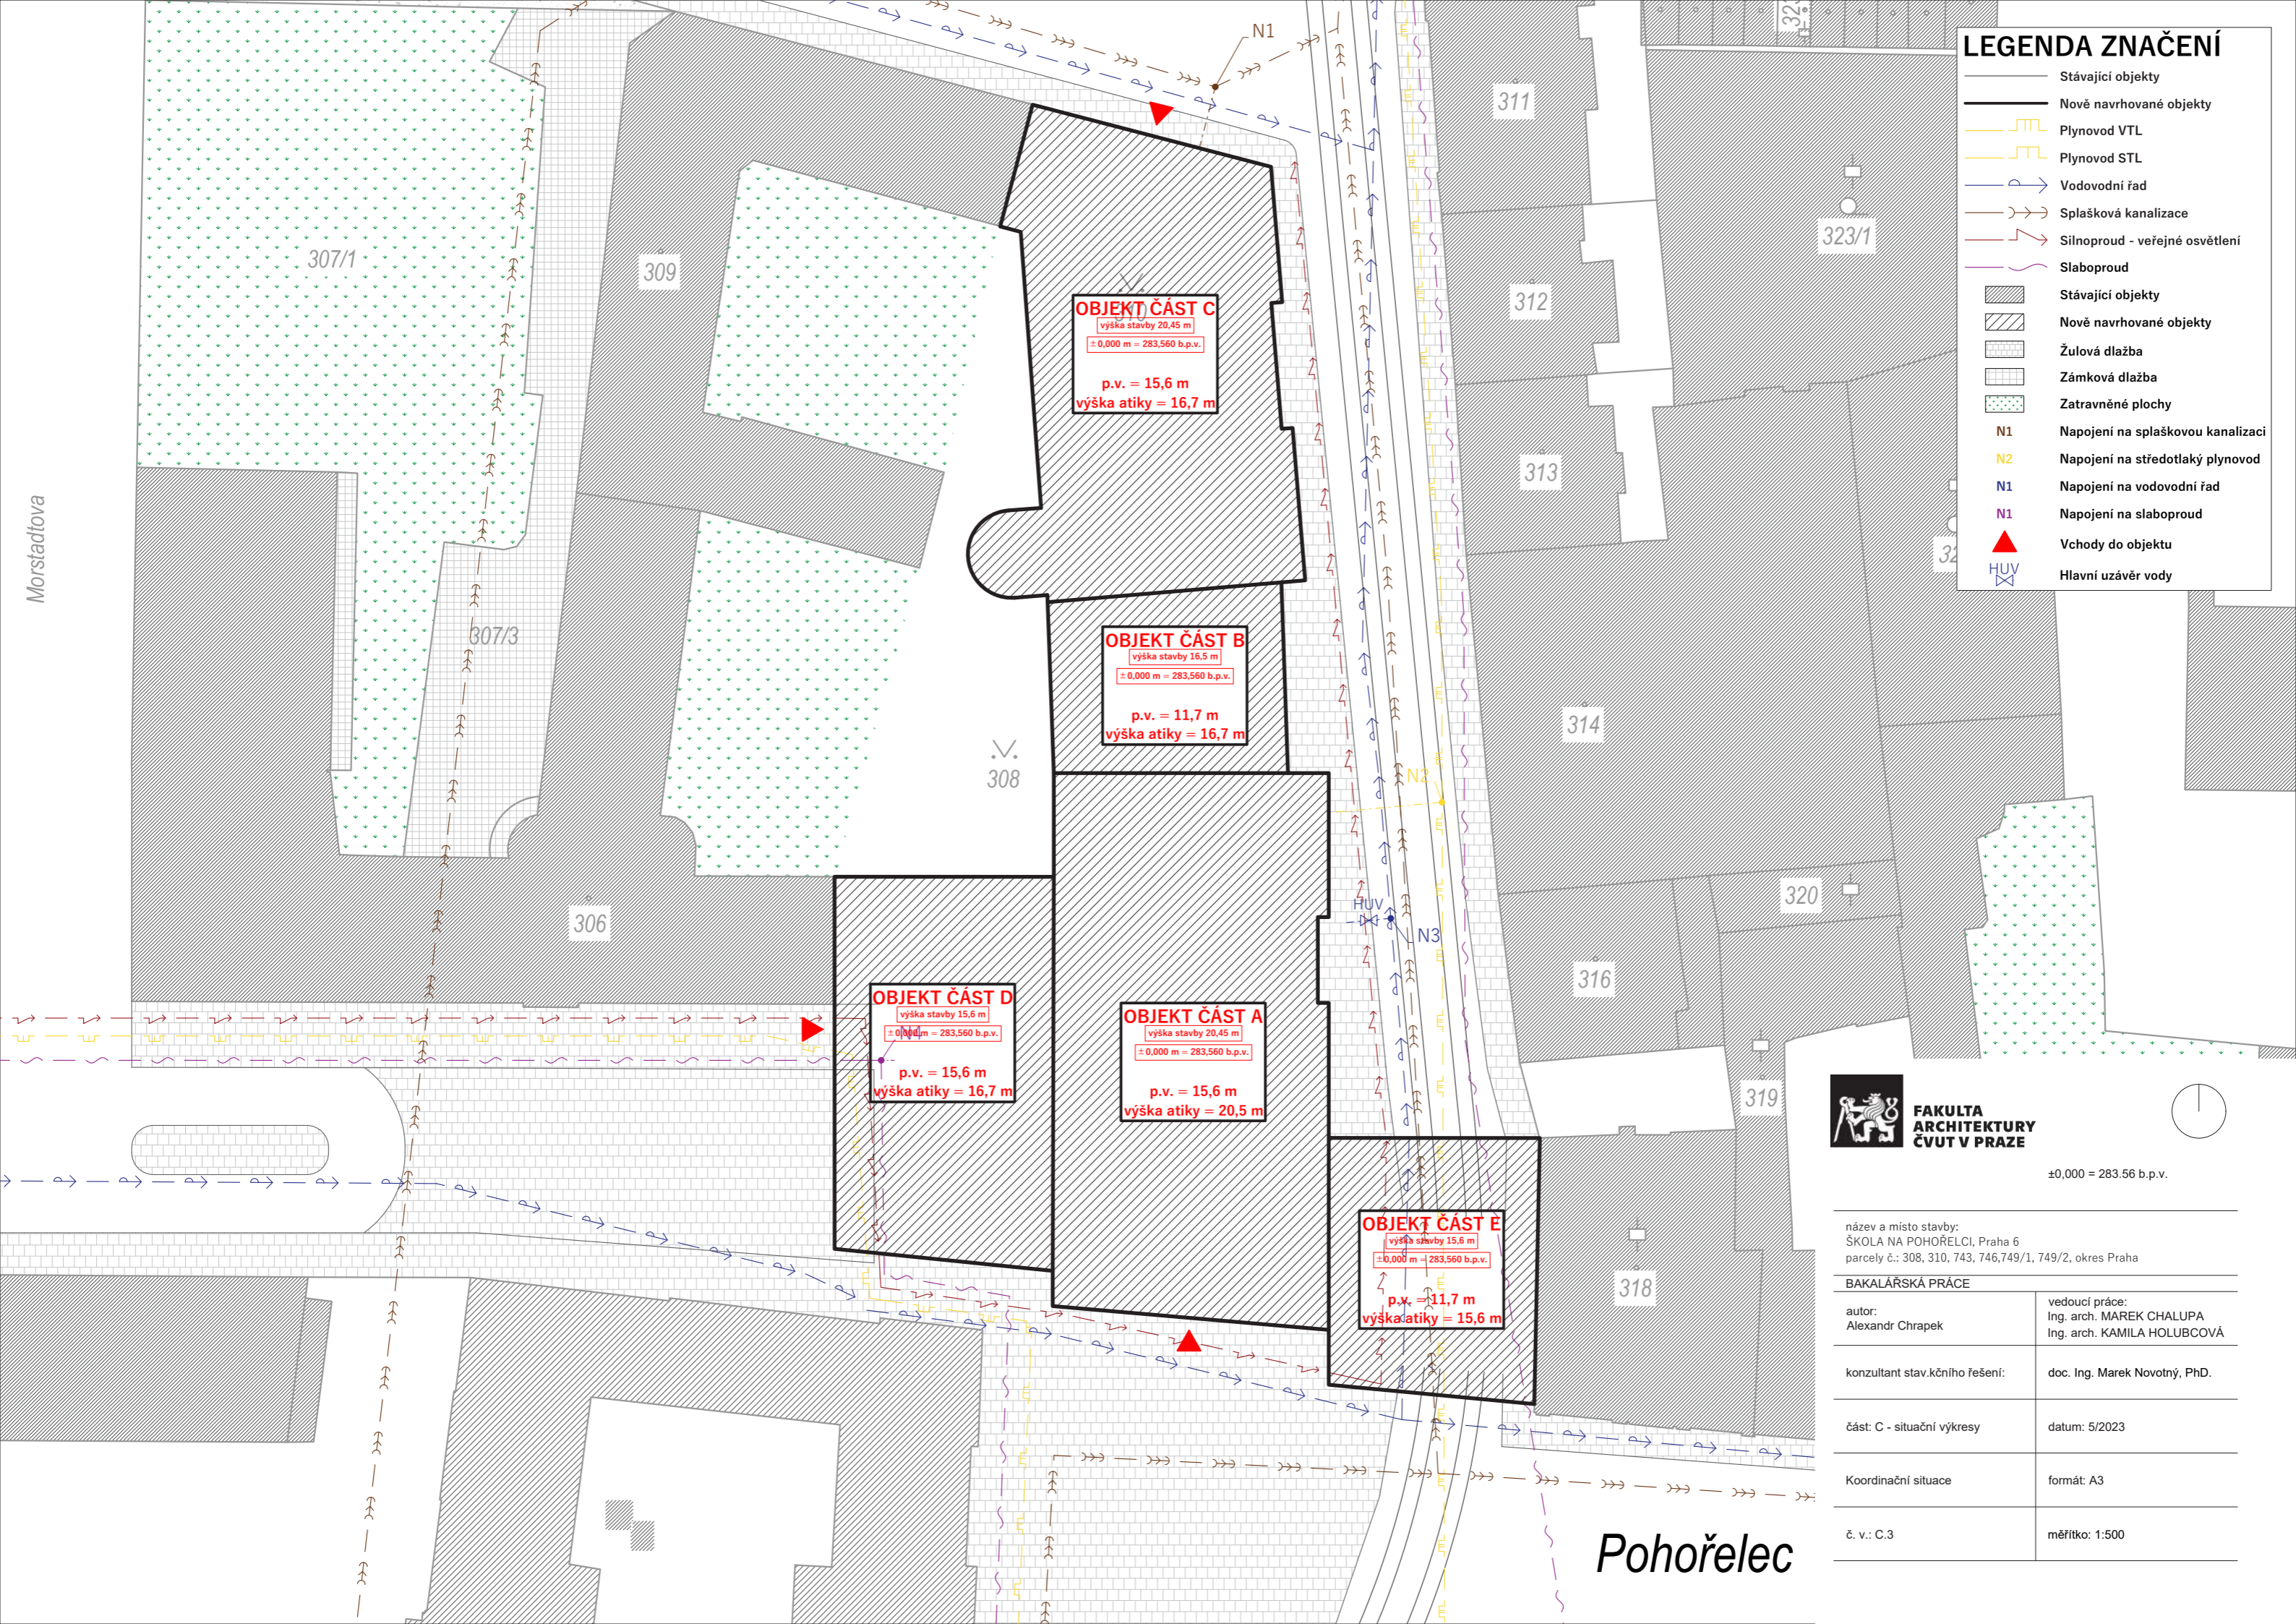 LEGENDA ZNAČENÍ
Stávající objekty
Nově navrhované objekty
Plynovod VTL
Plynovod STL
Vodovodní řad
Splašková kanalizace
Silnoproud - veřejné osvětlení
Slaboproud
Stávající objekty
Nově navrhované objekty
Žulová dlažba
Zámková dlažba
Zatravněné plochy
N1 Napojení na splaškovou kanalizaci
N2 Napojení na středotlaký plynovod
N1 Napojení na vodovodní řad
N1 Napojení na slaboproud
Vchody do objektu
HUV Hlavní uzávěr vody
N1
311
323/1
307/1
309
312
310
OBJEKT ČÁST C
výška stavby 20,45 m
± 0,000 m = 283,560 b.p.v.
p.v. = 15,6 m
výška atiky = 16,7 m
313
Morstadtova
307/3
OBJEKT ČÁST B
výška stavby 16,5 m
± 0,000 m = 283,560 b.p.v.
p.v. = 11,7 m
výška atiky = 16,7 m
314
308
N2
320
306
HUV
N3
316
OBJEKT ČÁST D
výška stavby 15,6 m
± 0,000 m = 283,560 b.p.v.
N4
p.v. = 15,6 m
výška atiky = 16,7 m
OBJEKT ČÁST A
výška stavby 20,45 m
± 0,000 m = 283,560 b.p.v.
p.v. = 15,6 m
výška atiky = 20,5 m
319
OBJEKT ČÁST E
výška stavby 15,6 m
± 0,000 m = 283,560 b.p.v.
p.v. = 11,7 m
výška atiky = 15,6 m
318
Pohořelec
FAKULTA
ARCHITEKTURY
ČVUT V PRAZE
±0,000 = 283.56 b.p.v.
název a místo stavby:
ŠKOLA NA POHOŘELCI, Praha 6
parcely č.: 308, 310, 743, 746,749/1, 749/2, okres Praha
BAKALÁŘSKÁ PRÁCE
autor:
Alexandr Chrapek
vedoucí práce:
Ing. arch. MAREK CHALUPA
Ing. arch. KAMILA HOLUBCOVÁ
konzultant stav.kčního řešení:
doc. Ing. Marek Novotný, PhD.
část: C - situační výkresy
datum: 5/2023
Koordinační situace
formát: A3
č. v.: C.3
měřítko: 1:500